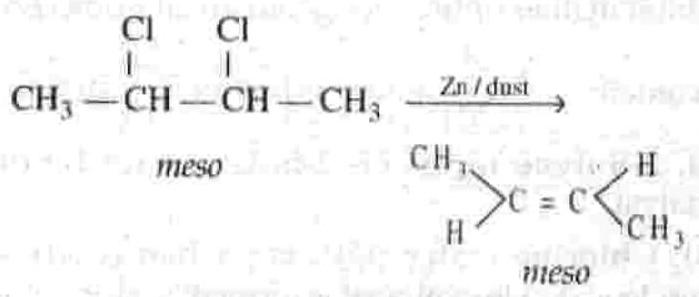 Cl Cl
CH₃ — CH — CH — CH₃ Zn / dust
meso
CH₃ H
C = C
H CH₃
meso